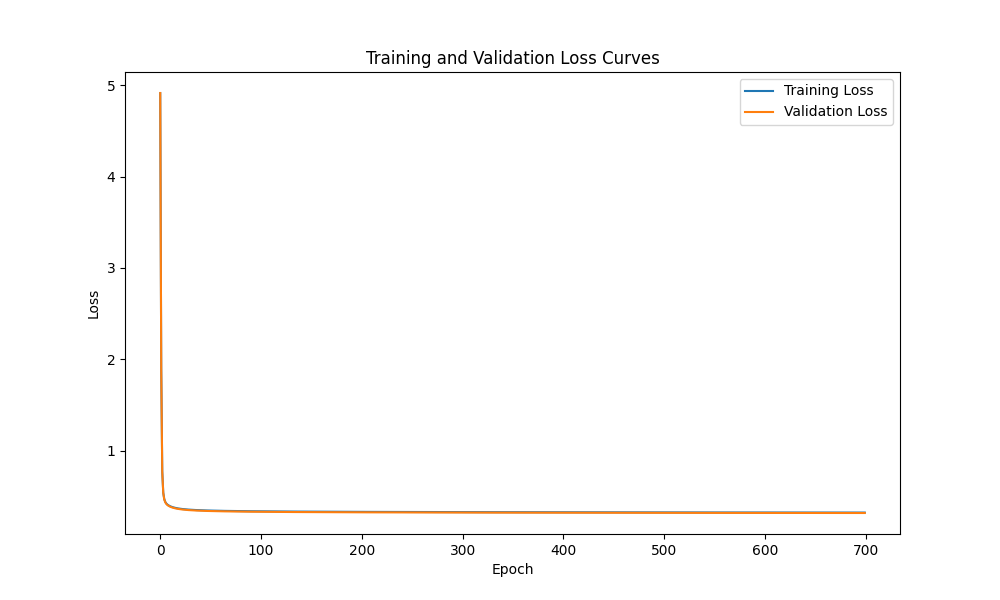 Training and Validation Loss Curves
Training Loss
Validation Loss
5
4
3
2
1
Loss
0 100 200 300 400 500 600 700
Epoch